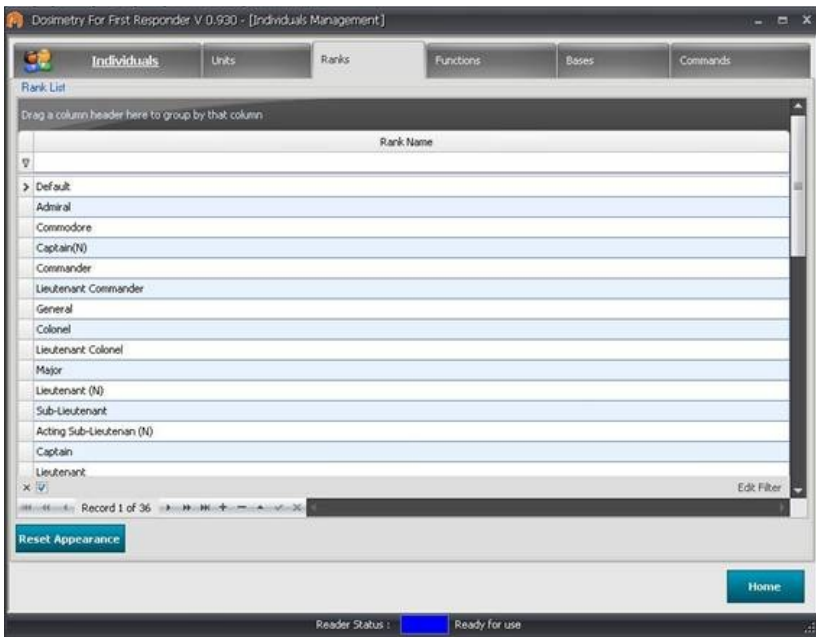 Dosimetry For First Responder V 0.930 - [Individuals Management]
Individuals Units Ranks Functions Bases Commands
Rank List
Drag a column header here to group by that column
Rank Name
Default
Admiral
Commodore
Captain(N)
Commander
Lieutenant Commander
General
Colonel
Lieutenant Colonel
Major
Lieutenant (N)
Sub-Lieutenant
Acting Sub-Lieutenan (N)
Captain
Lieutenant
Edit Filter
Record 1 of 36
Reset Appearance
Home
Reader Status : Ready for use